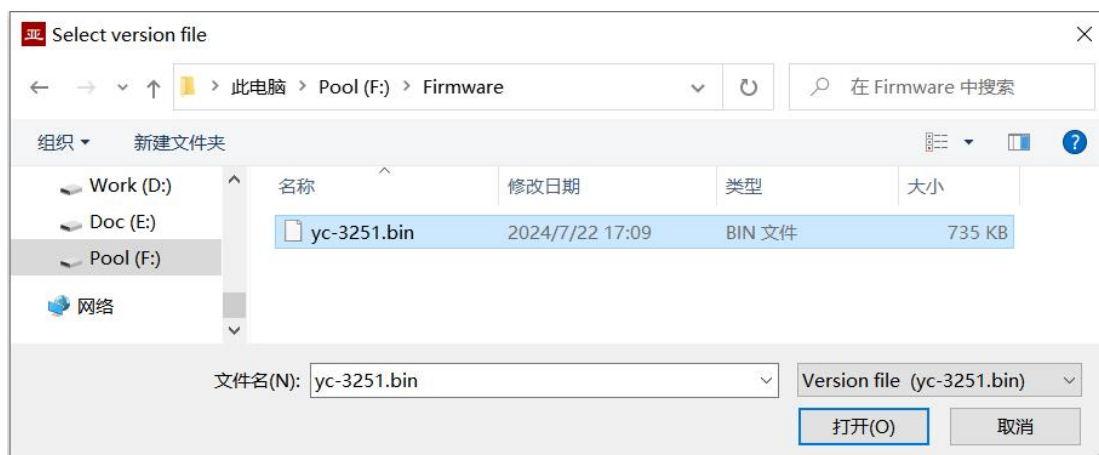 亚 Select version file
此电脑 > Pool (F:) > Firmware
在 Firmware 中搜索
组织 新建文件夹
Work (D:)
Doc (E:)
Pool (F:)
网络
名称 修改日期 类型 大小
yc-3251.bin 2024/7/22 17:09 BIN 文件 735 KB
文件名(N): yc-3251.bin Version file (yc-3251.bin)
打开(O) 取消